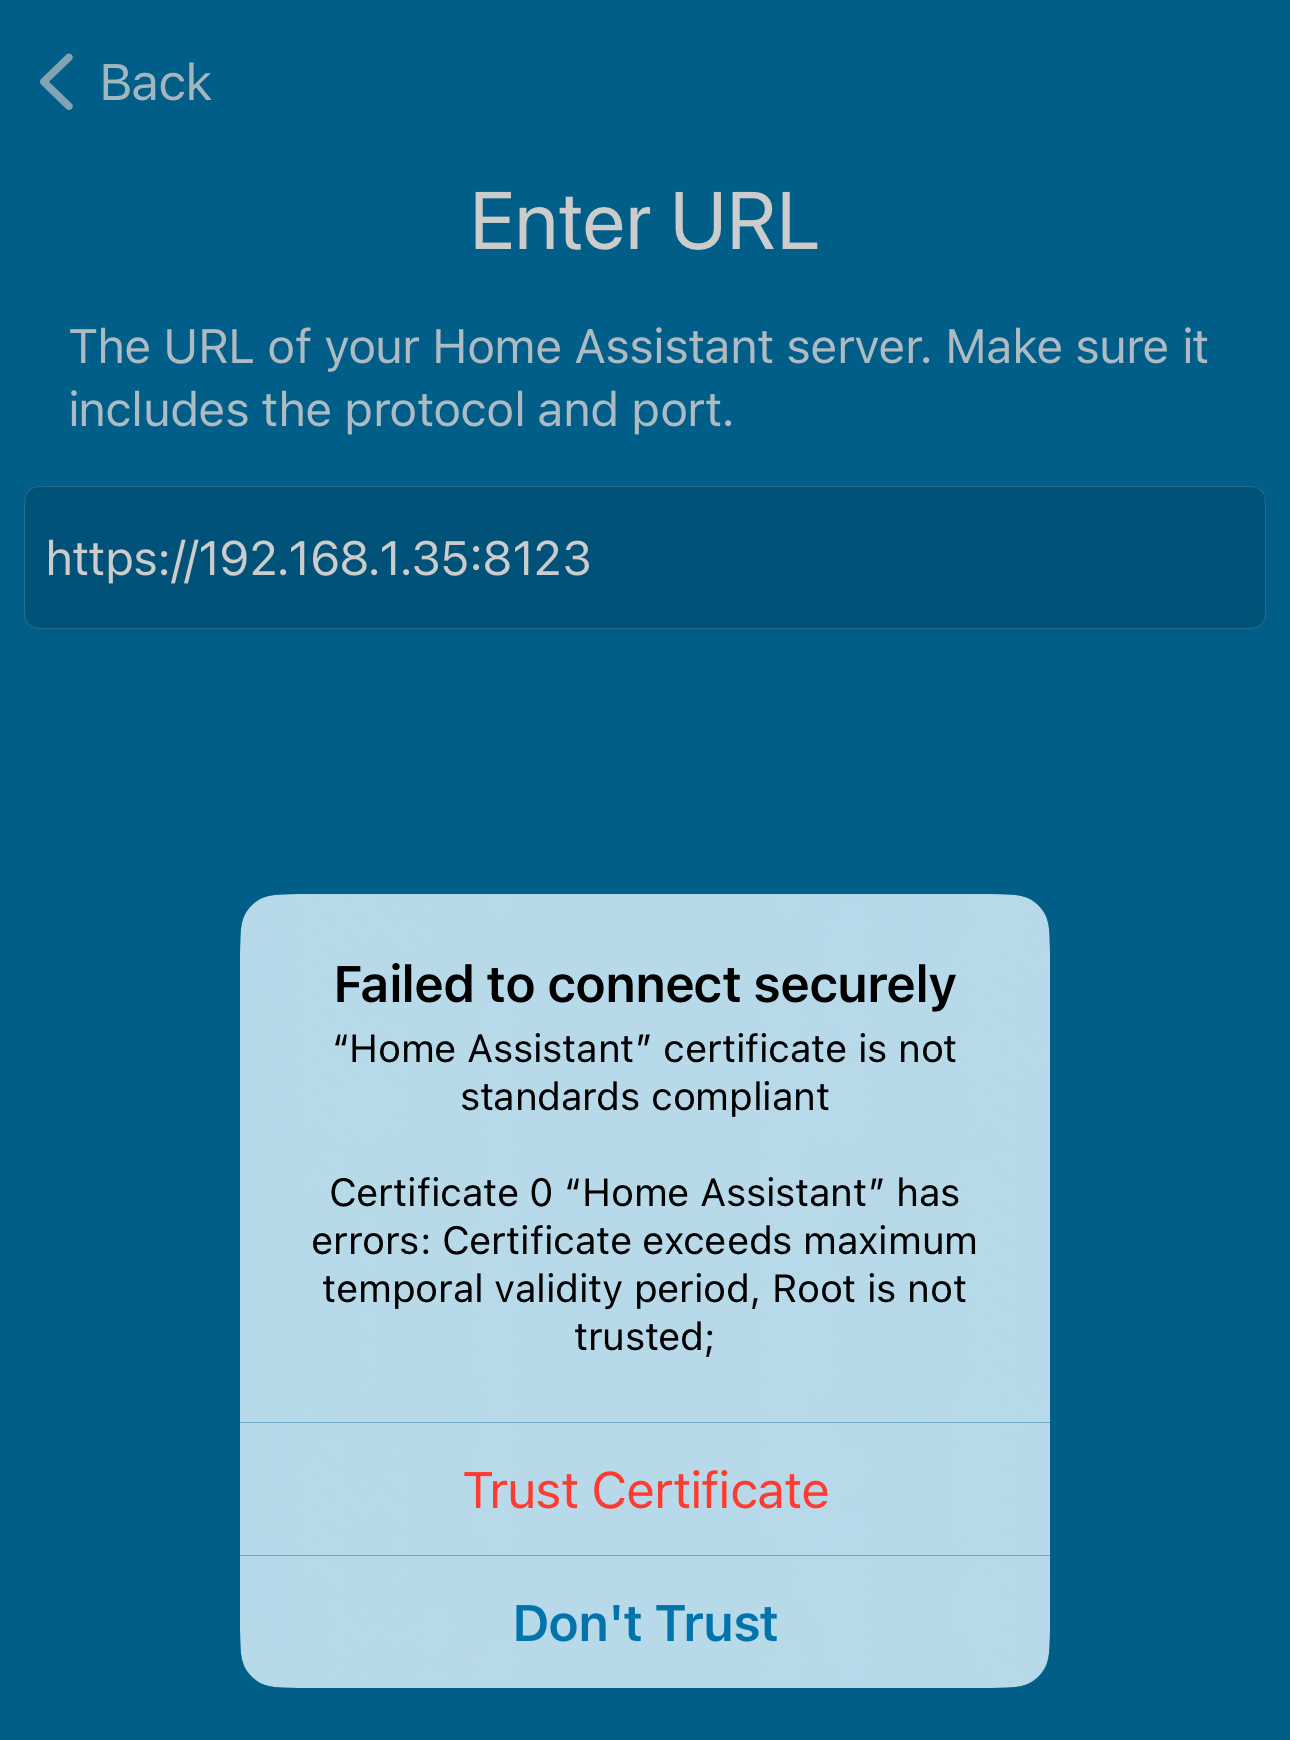 Back
Enter URL
The URL of your Home Assistant server. Make sure it
includes the protocol and port.
https://192.168.1.35:8123
Failed to connect securely
“Home Assistant” certificate is not
standards compliant
Certificate 0 “Home Assistant” has
errors: Certificate exceeds maximum
temporal validity period, Root is not
trusted;
Trust Certificate
Don't Trust